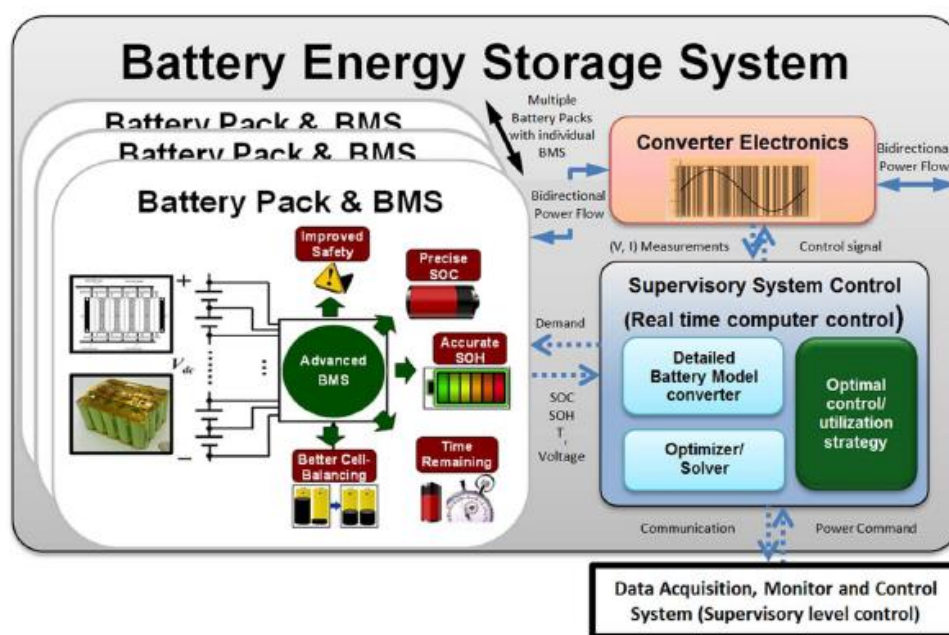 Battery Energy Storage System
Battery Pack & BMS
Battery Pack & BMS
Battery Pack & BMS
Multiple
Battery Packs
with individual
BMS
Bidirectional
Power Flow
Converter Electronics
Bidirectional
Power Flow
(V, I) Measurements
Control signal
Improved
Safety
Precise
SOC
+
V dc
−
Advanced
BMS
Accurate
SOH
Better Cell-
Balancing
Time
Remaining
Demand
SOC
SOH
T,
Voltage
Supervisory System Control
(Real time computer control)
Detailed
Battery Model
converter
Optimizer/
Solver
Optimal
control/
utilization
strategy
Communication
Power Command
Data Acquisition, Monitor and Control
System (Supervisory level control)